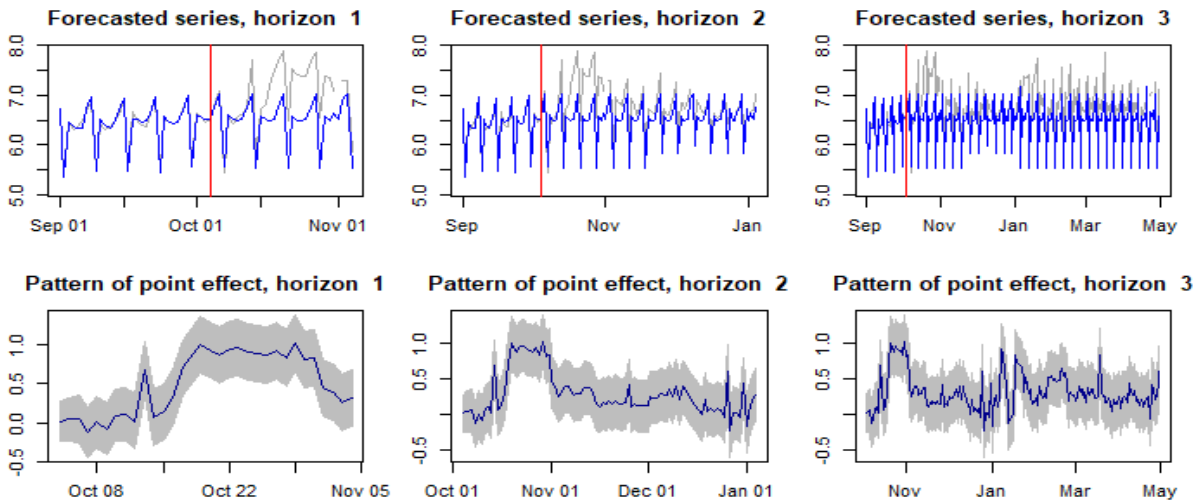 Forecasted series, horizon 1
8.0
7.0
6.0
5.0
Sep 01
Oct 01
Nov 01
Forecasted series, horizon 2
8.0
7.0
6.0
5.0
Sep
Nov
Jan
Forecasted series, horizon 3
8.0
7.0
6.0
5.0
Sep
Nov
Jan
Mar
May
Pattern of point effect, horizon 1
1.0
0.5
0.0
-0.5
Oct 08
Oct 22
Nov 05
Pattern of point effect, horizon 2
1.0
0.5
-0.5
Oct 01
Nov 01
Dec 01
Jan 01
Pattern of point effect, horizon 3
1.0
0.5
-0.5
Nov
Jan
Mar
May